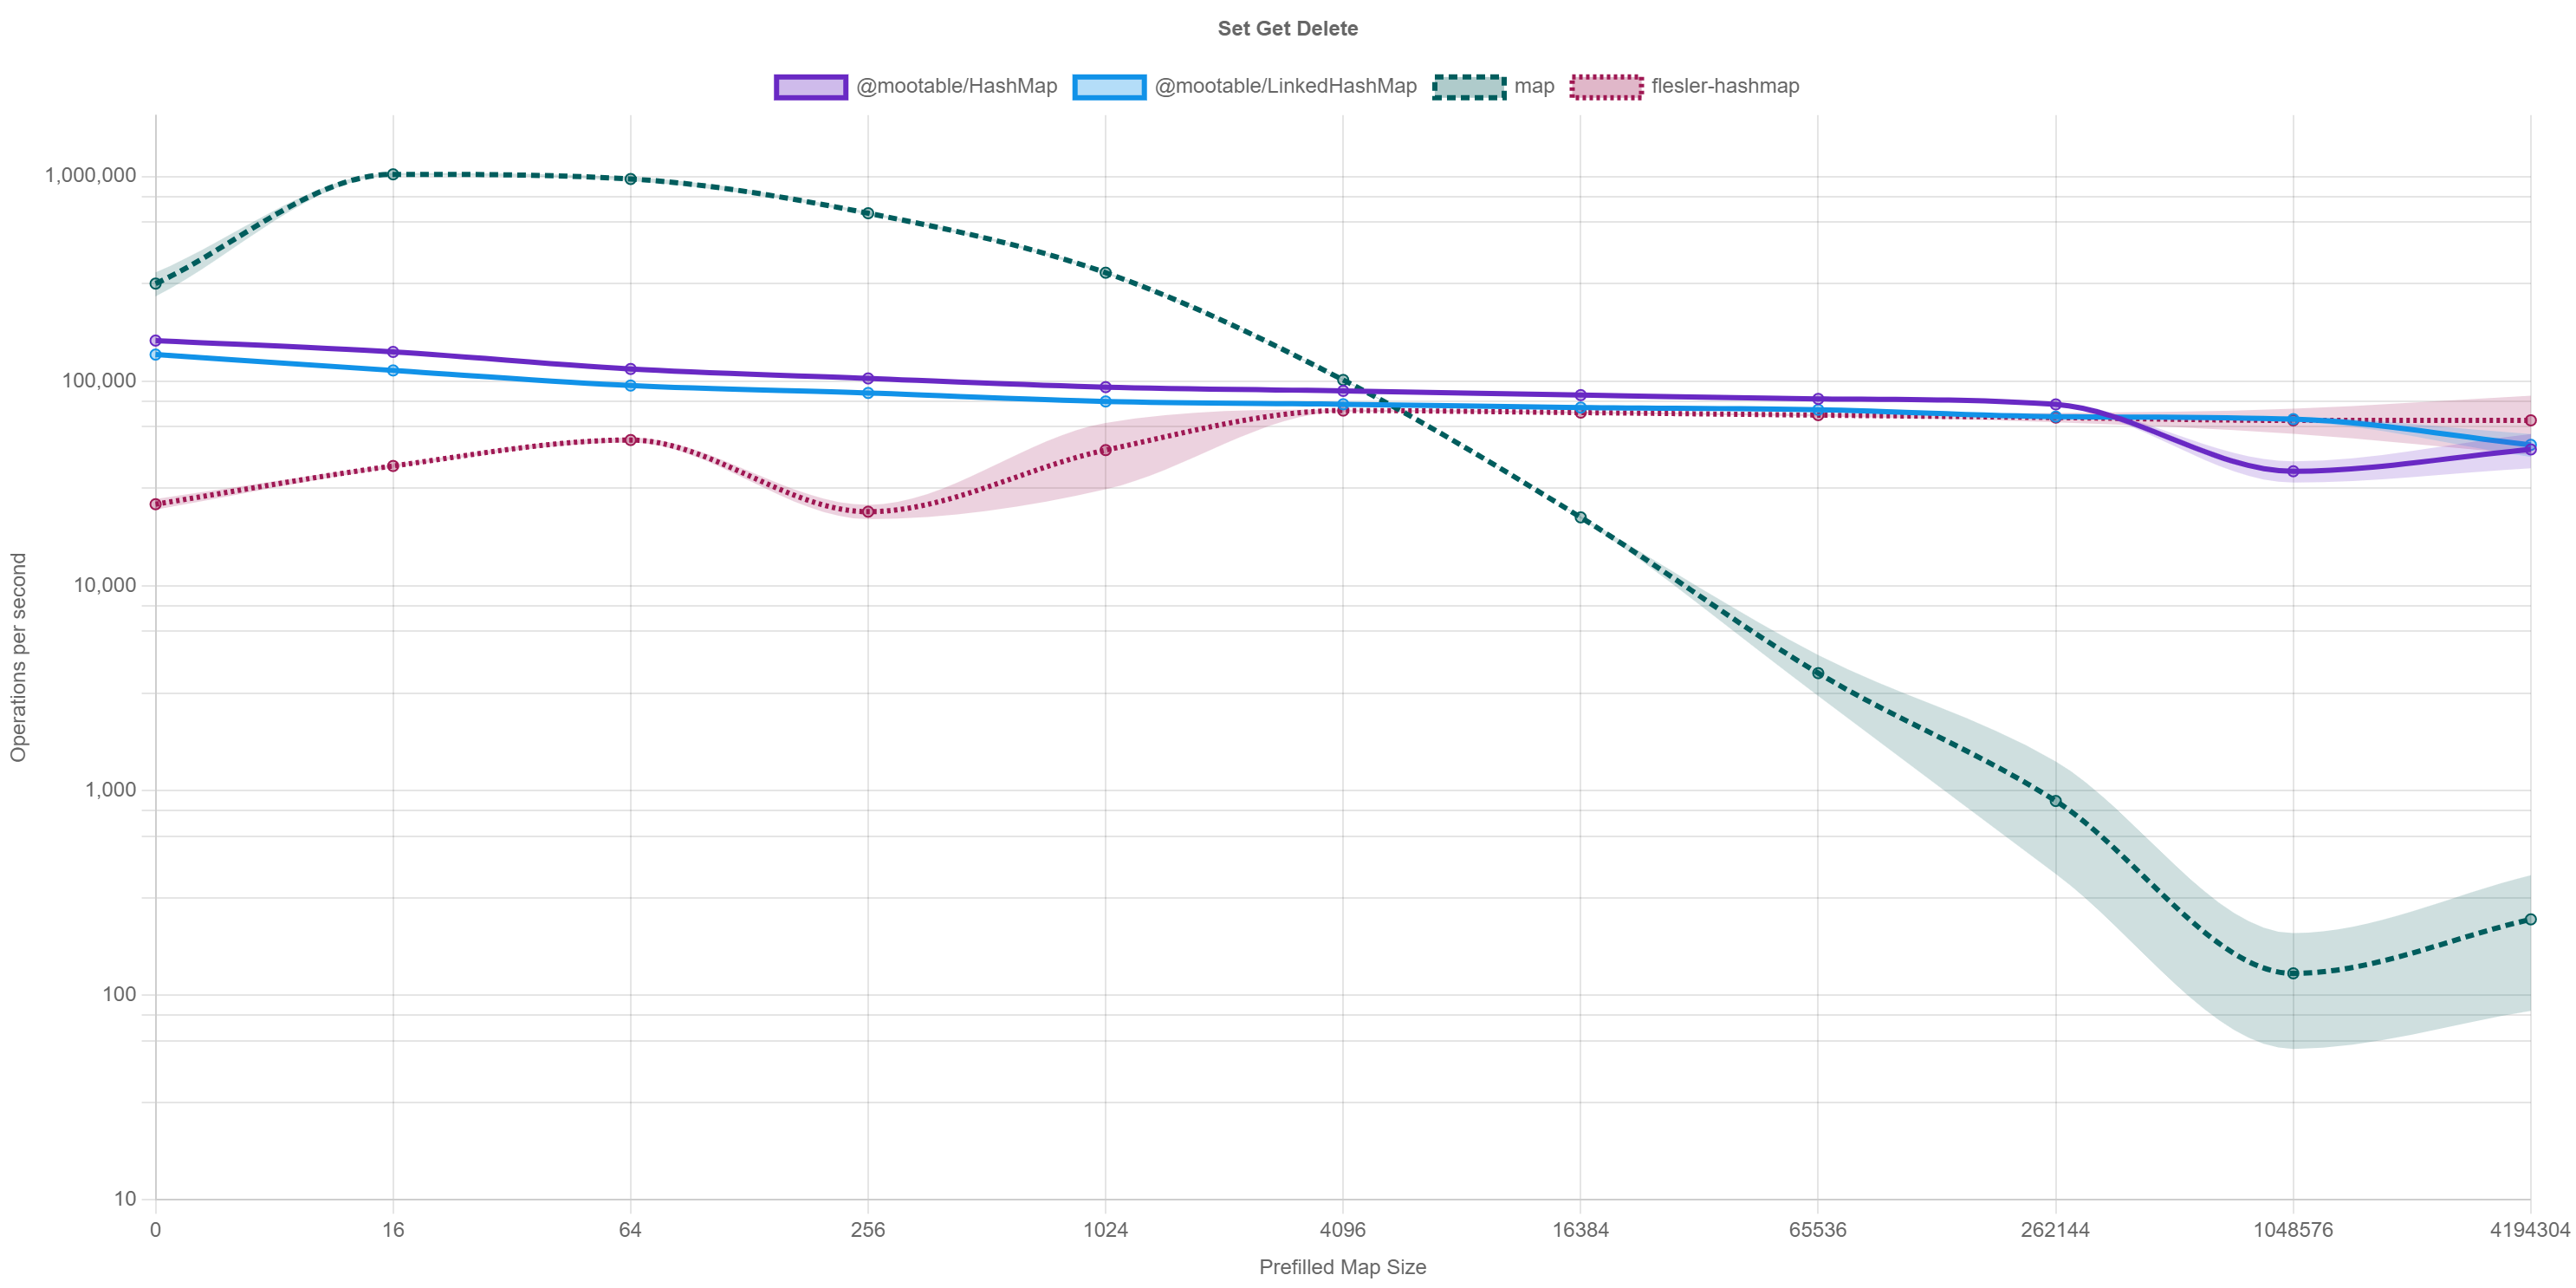 Set Get Delete
@mootable/HashMap @mootable/LinkedHashMap map flesler-hashmap
1,000,000
100,000
10,000
1,000
100
10
Operations per second
0 16 64 256 1024 4096 16384 65536 262144 1048576 4194304
Prefilled Map Size